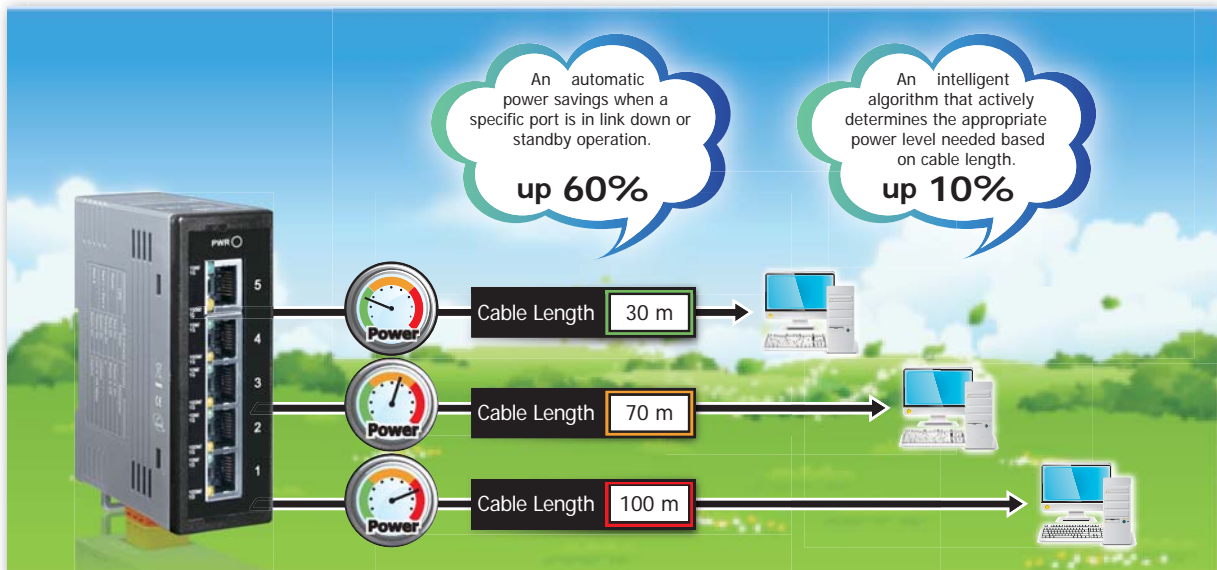 An automatic
power savings when a
specific port is in link down or
standby operation.
up 60%
An intelligent
algorithm that actively
determines the appropriate
power level needed based
on cable length.
up 10%
PWR
5
4
3
2
1
Power
Cable Length 30 m
Power
Cable Length 70 m
Power
Cable Length 100 m